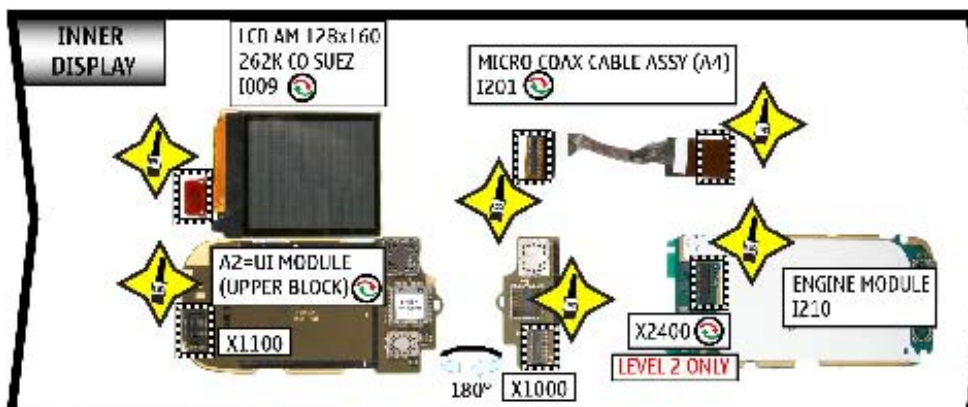 INNER
DISPLAY
LCD AM 128x160
262K CO SUEZ
I009
MICRO COAX CABLE ASSY (A4)
I201
A2=UI MODULE
(UPPER BLOCK)
X1100
180°
X1000
X2400
LEVEL 2 ONLY
ENGINE MODULE
I210